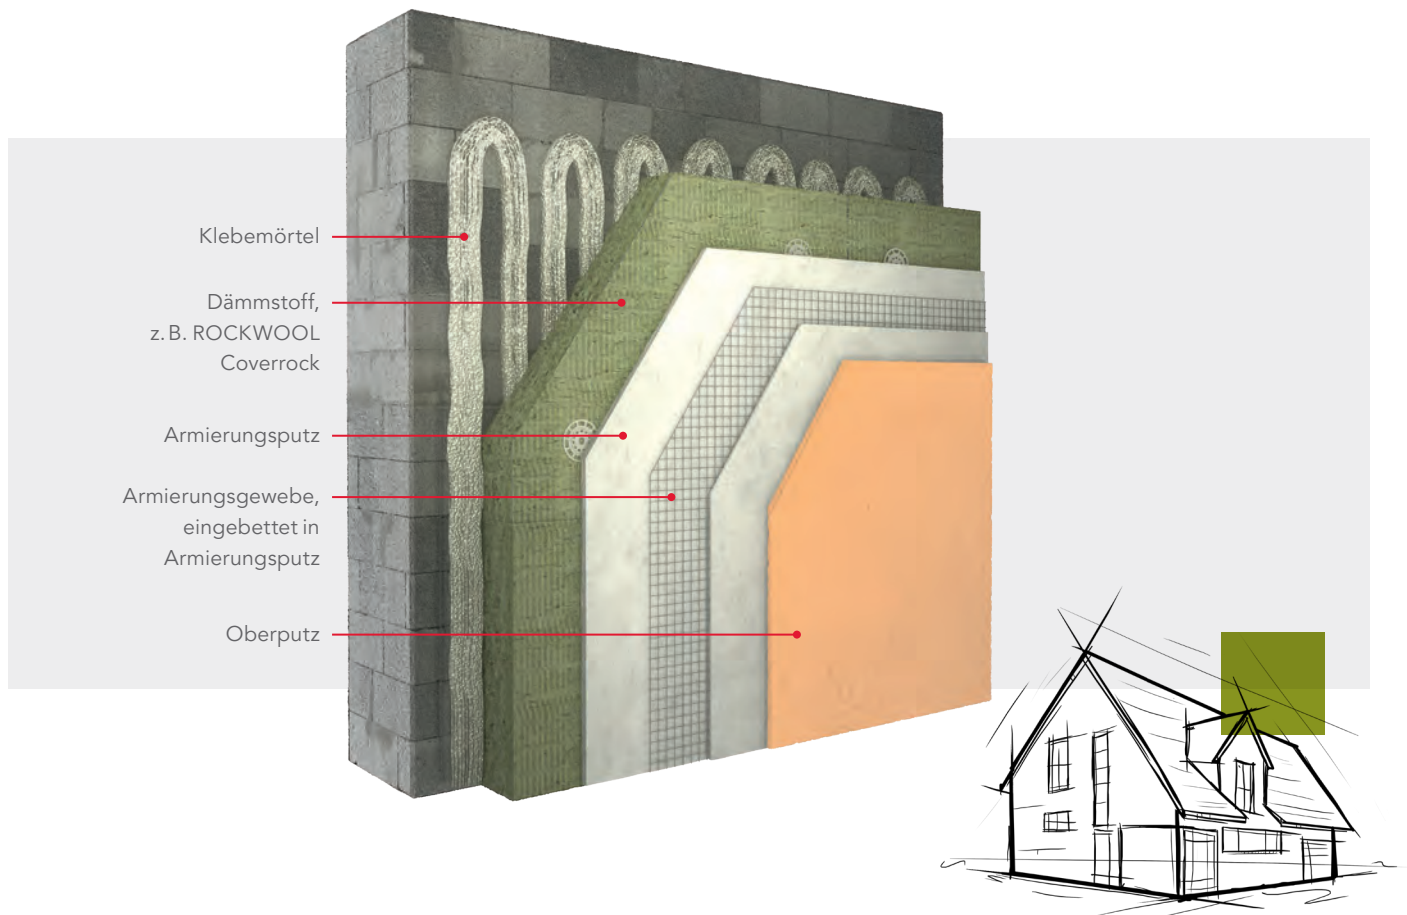 Klebemörtel
Dämmstoff,
z. B. ROCKWOOL
Coverrock
Armierungsputz
Armierungsgewebe,
eingebettet in
Armierungsputz
Oberputz